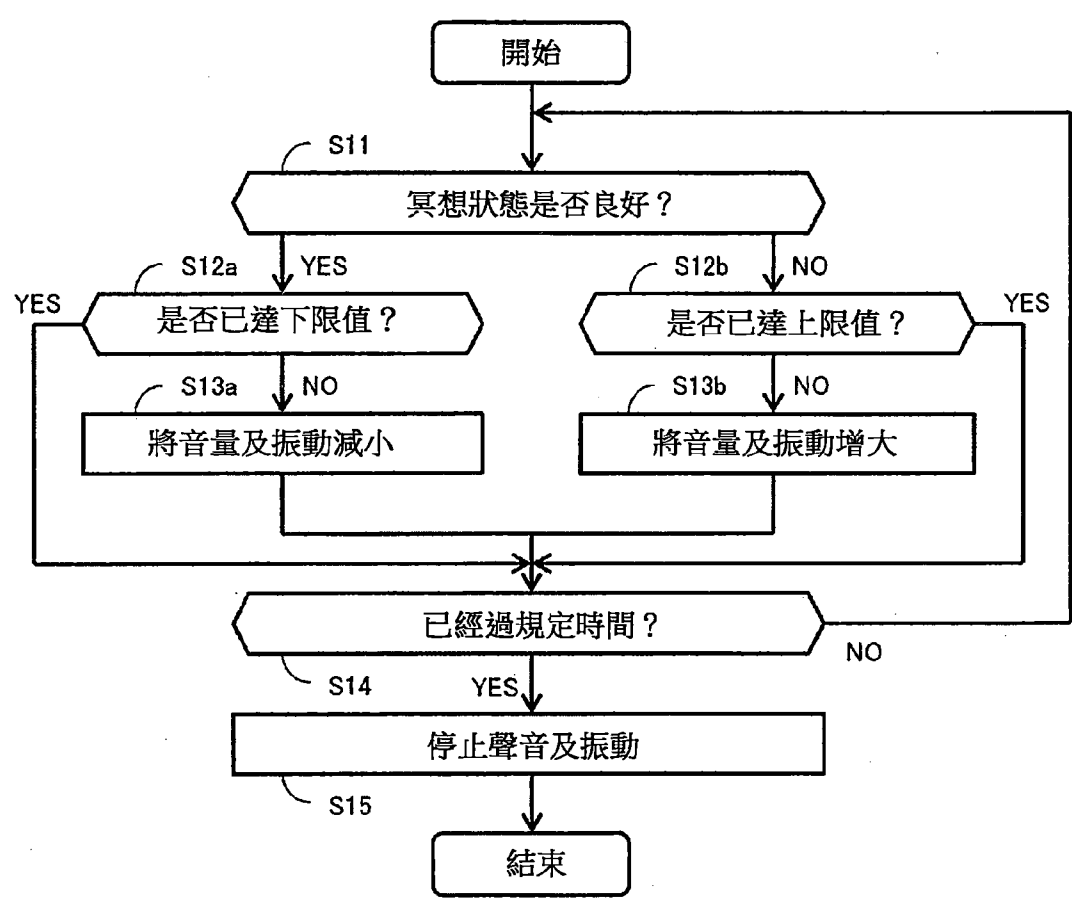 開始
S11
冥想狀態是否良好？
S12a
YES
S12b
NO
YES
是否已達下限值？
是否已達上限值？
YES
S13a
NO
S13b
NO
將音量及振動減小
將音量及振動增大
已經過規定時間？
NO
S14
YES
停止聲音及振動
S15
結束